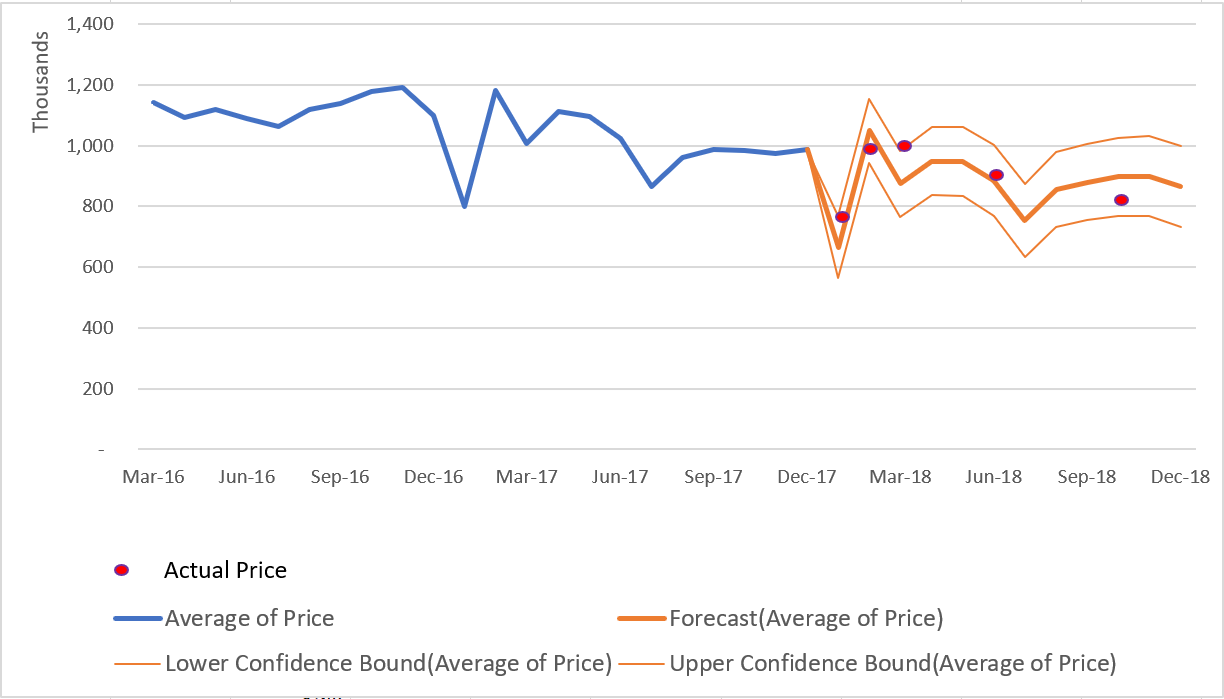 1,400
Thousands
1,200
1,000
800
600
400
200
-
Mar-16 Jun-16 Sep-16 Dec-16 Mar-17 Jun-17 Sep-17 Dec-17 Mar-18 Jun-18 Sep-18 Dec-18
Actual Price
Average of Price Forecast(Average of Price)
Lower Confidence Bound(Average of Price) Upper Confidence Bound(Average of Price)